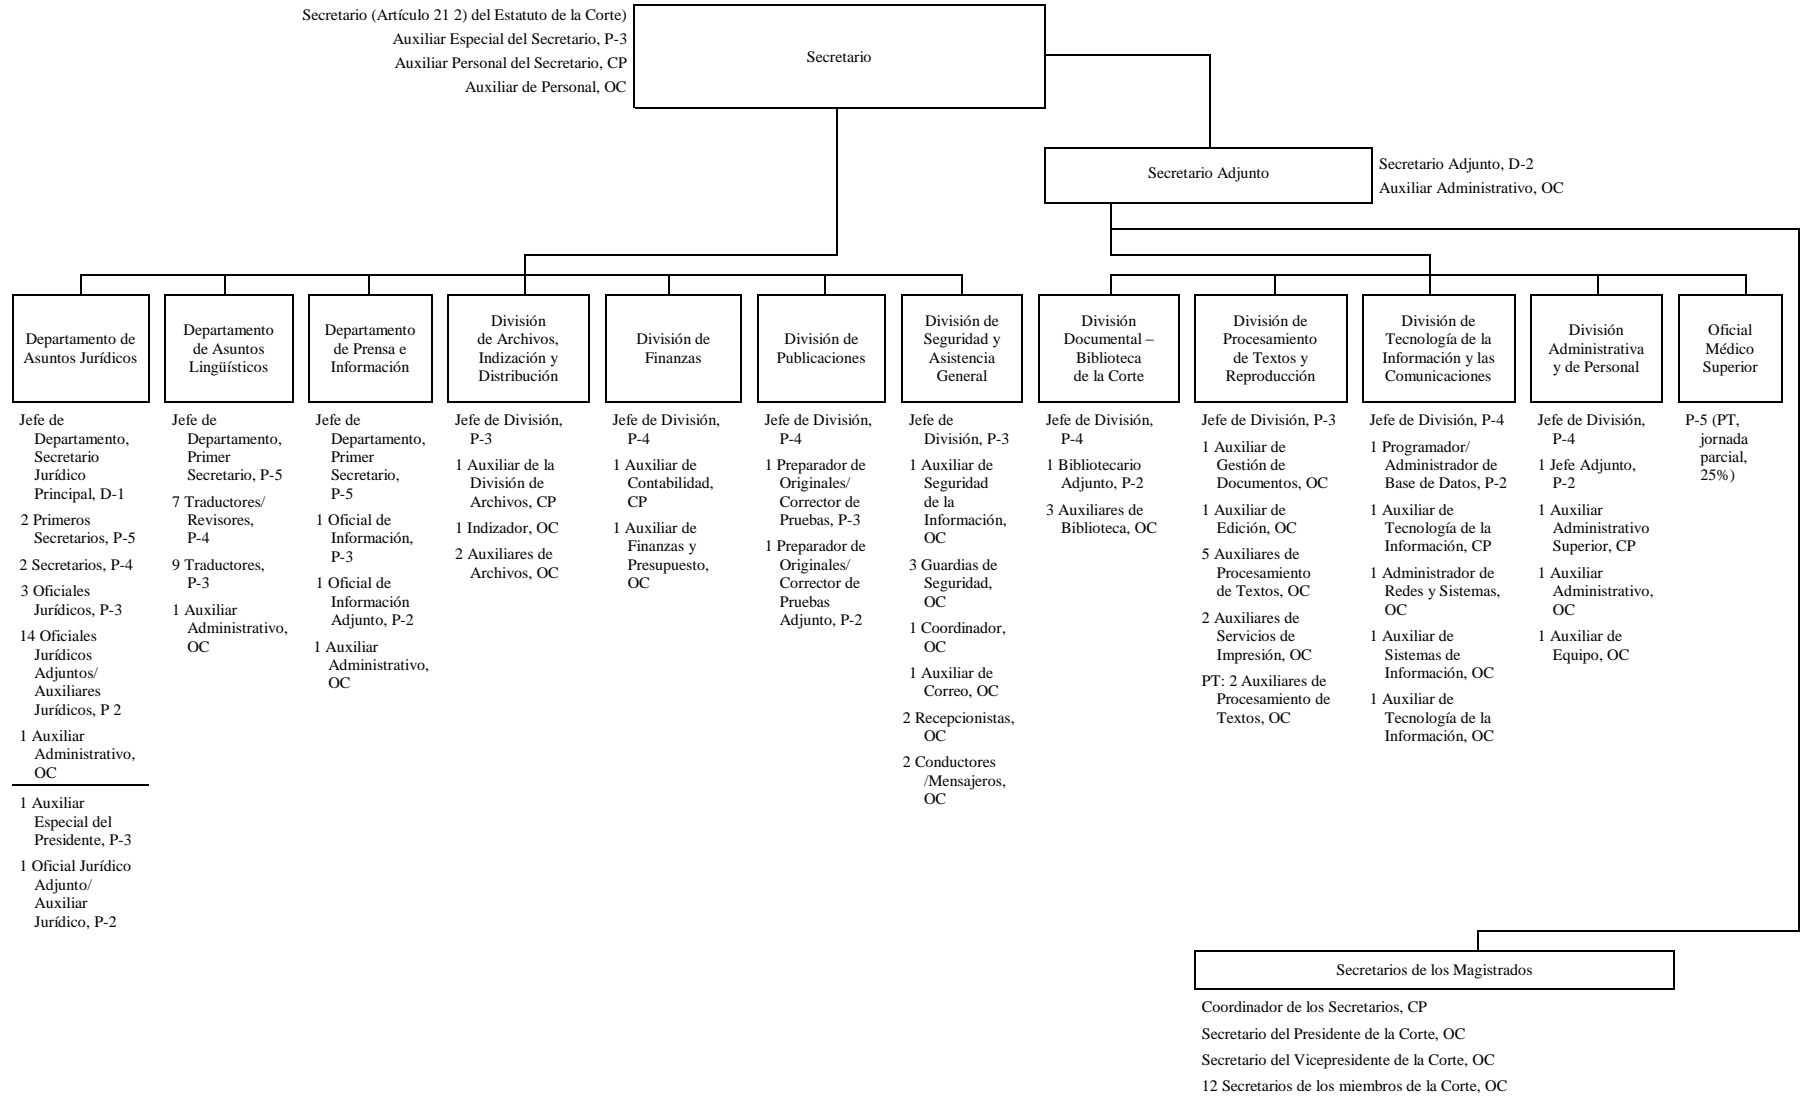 Secretario (Artículo 21 2) del Estatuto de la Corte)
Auxiliar Especial del Secretario, P-3
Auxiliar Personal del Secretario, CP
Auxiliar de Personal, OC
Secretario
Secretario Adjunto
Secretario Adjunto, D-2
Auxiliar Administrativo, OC
Departamento de
Asuntos Jurídicos
Jefe de
Departamento,
Secretario
Jurídico
Principal, D-1
2 Primeros
Secretarios, P-5
2 Secretarios, P-4
3 Oficiales
Jurídicos, P-3
14 Oficiales
Jurídicos
Adjuntos/
Auxiliares
Jurídicos, P 2
1 Auxiliar
Administrativo,
OC
1 Auxiliar
Especial del
Presidente, P-3
1 Oficial Jurídico
Adjunto/
Auxiliar
Jurídico, P-2
Departamento
de Asuntos
Lingüísticos
Jefe de
Departamento,
Primer
Secretario, P-5
7 Traductores/
Revisores,
P-4
9 Traductores,
P-3
1 Auxiliar
Administrativo,
OC
Departamento
de Prensa e
Información
Jefe de
Departamento,
Primer
Secretario,
P-5
1 Oficial de
Información,
P-3
1 Oficial de
Información
Adjunto, P-2
1 Auxiliar
Administrativo,
OC
División
de Archivos,
Indización y
Distribución
Jefe de División,
P-3
1 Auxiliar de la
División de
Archivos, CP
1 Indizador, OC
2 Auxiliares de
Archivos, OC
División de
Finanzas
Jefe de División,
P-4
1 Auxiliar de
Contabilidad,
CP
1 Auxiliar de
Finanzas y
Presupuesto,
OC
División de
Publicaciones
Jefe de División,
P-4
1 Preparador de
Originales/
Corrector de
Pruebas, P-3
1 Preparador de
Originales/
Corrector de
Pruebas
Adjunto, P-2
División de
Seguridad y
Asistencia
General
Jefe de
División, P-3
1 Auxiliar de
Seguridad
de la
Información,
OC
3 Guardias de
Seguridad,
OC
1 Coordinador,
OC
1 Auxiliar de
Correo, OC
2 Recepcionistas,
OC
2 Conductores
/Mensajeros,
OC
División
Documental –
Biblioteca
de la Corte
Jefe de División,
P-4
1 Bibliotecario
Adjunto, P-2
3 Auxiliares de
Biblioteca, OC
División de
Procesamiento
de Textos y
Reproducción
Jefe de División, P-3
1 Auxiliar de
Gestión de
Documentos, OC
1 Auxiliar de
Edición, OC
5 Auxiliares de
Procesamiento
de Textos, OC
2 Auxiliares de
Servicios de
Impresión, OC
PT: 2 Auxiliares de
Procesamiento de
Textos, OC
División de
Tecnología de la
Información y las
Comunicaciones
Jefe de División, P-4
1 Programador/
Administrador de
Base de Datos, P-2
1 Auxiliar de
Tecnología de la
Información, CP
1 Administrador de
Redes y Sistemas,
OC
1 Auxiliar de
Sistemas de
Información, OC
1 Auxiliar de
Tecnología de la
Información, OC
División
Administrativa
y de Personal
Jefe de División,
P-4
1 Jefe Adjunto,
P-2
1 Auxiliar
Administrativo
Superior, CP
1 Auxiliar
Administrativo,
OC
1 Auxiliar de
Equipo, OC
Oficial
Médico
Superior
P-5 (PT,
jornada
parcial,
25%)
Secretarios de los Magistrados
Coordinador de los Secretarios, CP
Secretario del Presidente de la Corte, OC
Secretario del Vicepresidente de la Corte, OC
12 Secretarios de los miembros de la Corte, OC